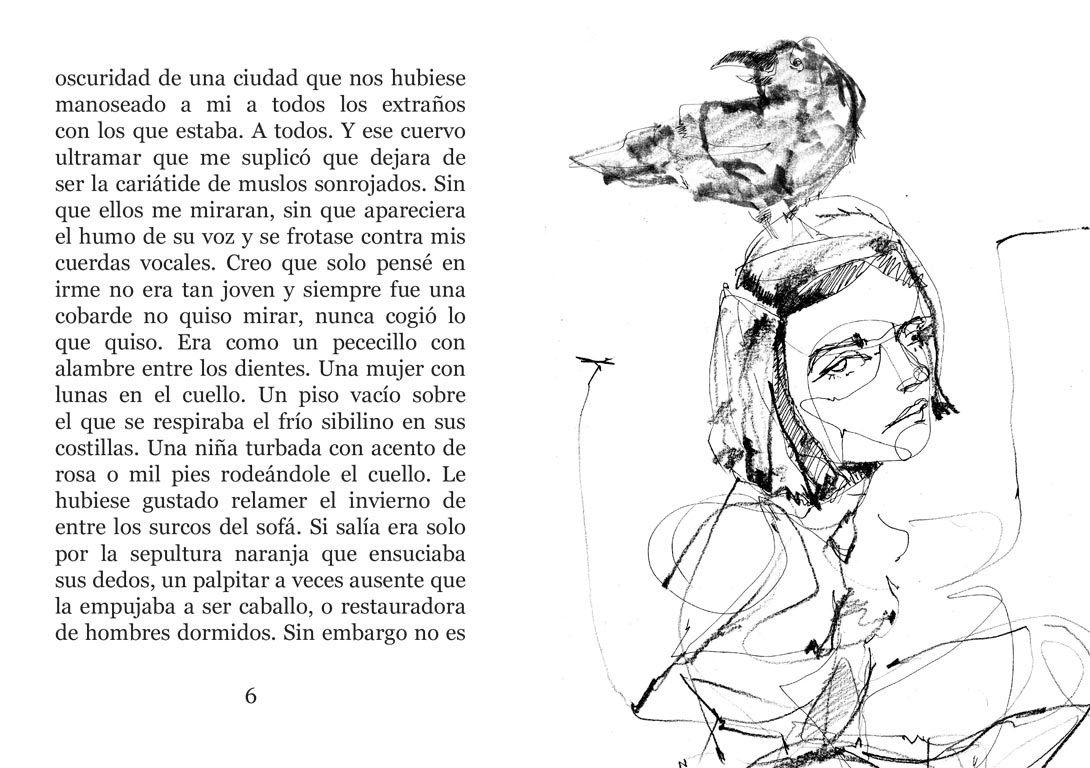 oscuridad de una ciudad que nos hubiese
manoseado a mi a todos los extraños
con los que estaba. A todos. Y ese cuervo
ultramar que me suplicó que dejara de
ser la cariátide de muslos sonrojados. Sin
que ellos me miraran, sin que apareciera
el humo de su voz y se frotase contra mis
cuerdas vocales. Creo que solo pensé en
irme no era tan joven y siempre fue una
cobarde no quiso mirar, nunca cogió lo
que quiso. Era como un pececillo con
alambre entre los dientes. Una mujer con
lunas en el cuello. Un piso vacío sobre
el que se respiraba el frío sibilino en sus
costillas. Una niña turbada con acento de
rosa o mil pies rodeándole el cuello. Le
hubiese gustado relamer el invierno de
entre los surcos del sofá. Si salía era solo
por la sepultura naranja que ensuciaba
sus dedos, un palpitar a veces ausente que
la empujaba a ser caballo, o restauradora
de hombres dormidos. Sin embargo no es
6